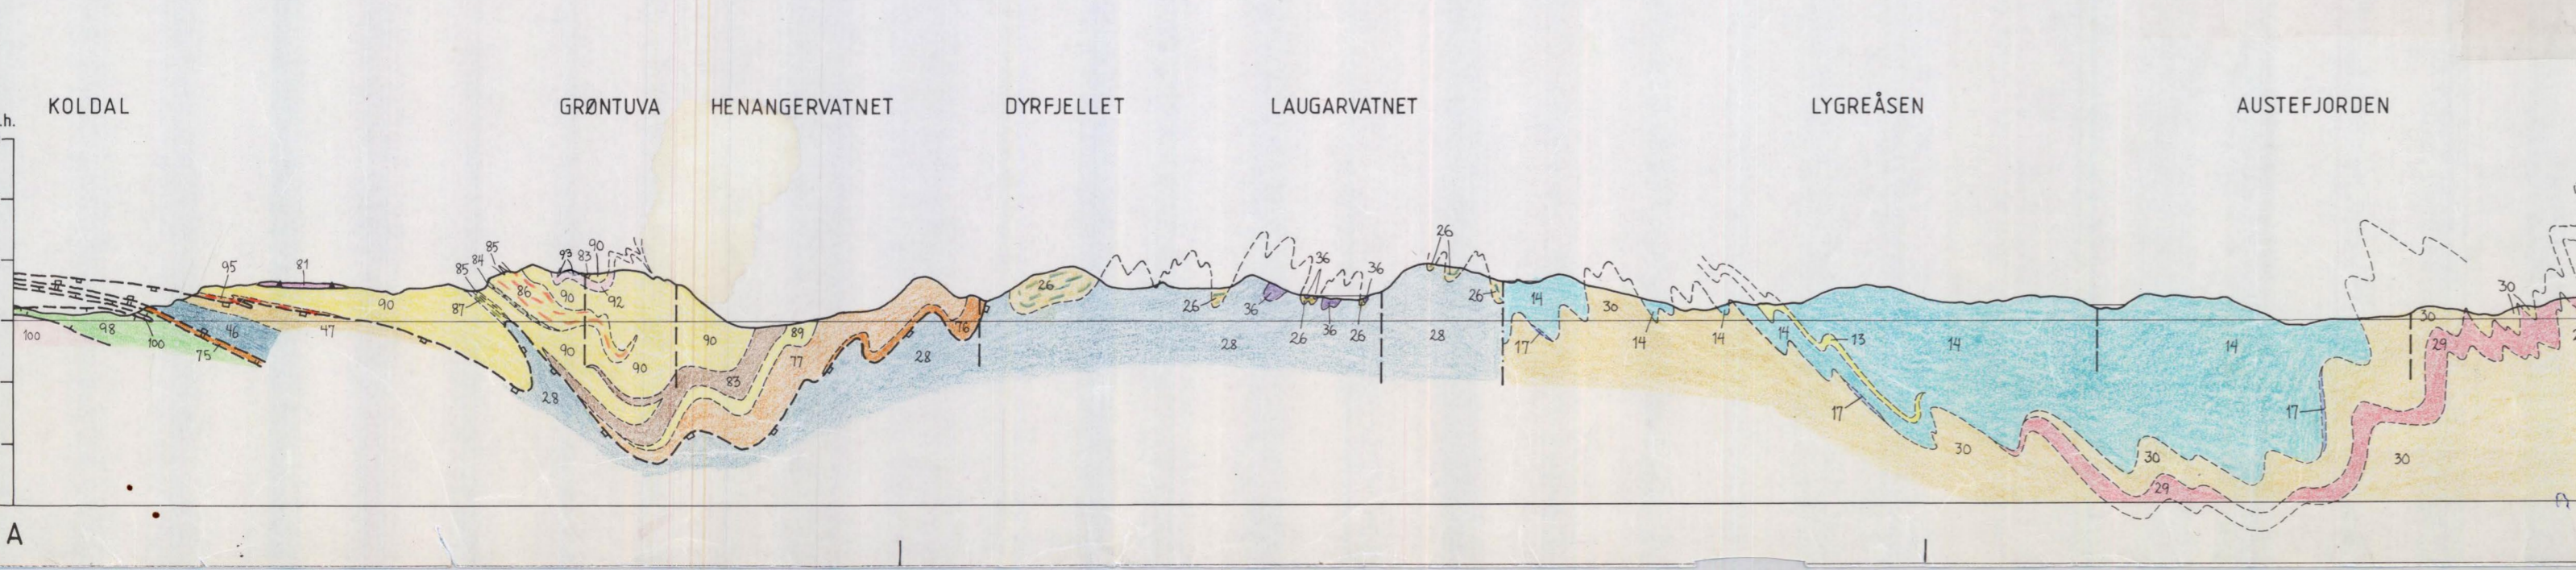 KOLDAL GRØNTUVA HENANGERVATNET DYRFJELLET LAUGARVATNET LYGREÅSEN AUSTEFJORDEN
.h.
26
85 93 83 90
84 36 36
95 81 85
86 90 92 26 26 30
90 87 26 36 26 14 30
98 46 47 76 36 30
100 100 90 89 26 26 28 17 14 14 14 13 14 14 29
75 90 77 28 28
90 83
28 17 17
30 30 30
29
A